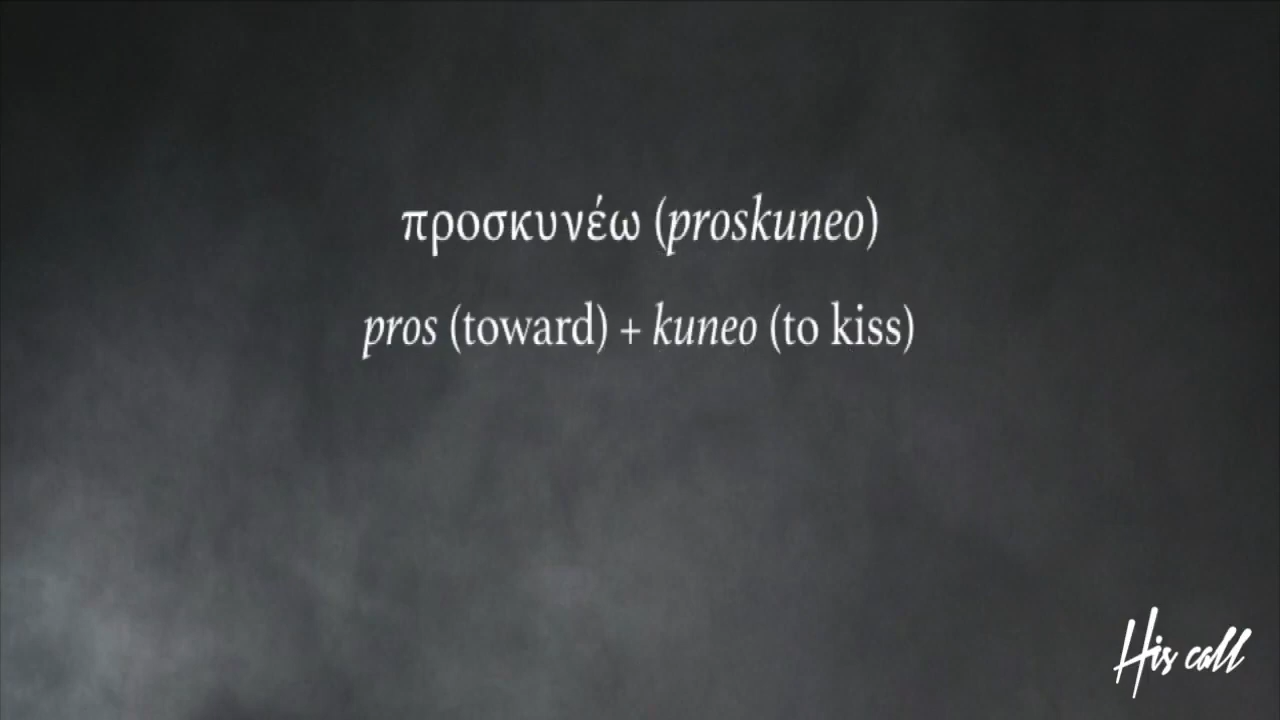 προσκυνέω (proskuneo)
pros (toward) + kuneo (to kiss)
His call